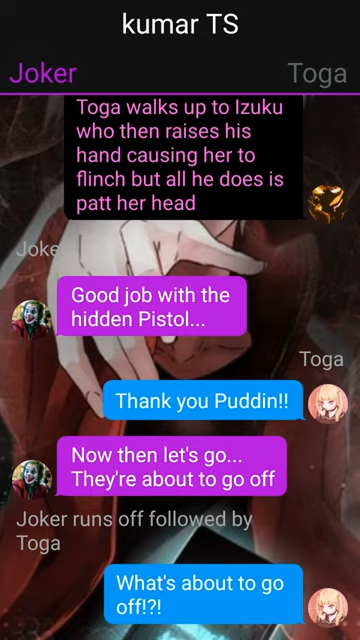 kumar TS
Joker
Toga
Toga walks up to Izuku
who then raises his
hand causing her to
flinch but all he does is
patt her head
Joke
Good job with the
hidden Pistol...
Toga
Thank you Puddin!!
Now then let's go...
They're about to go off
Joker runs off followed by
Toga
What's about to go
off!?!